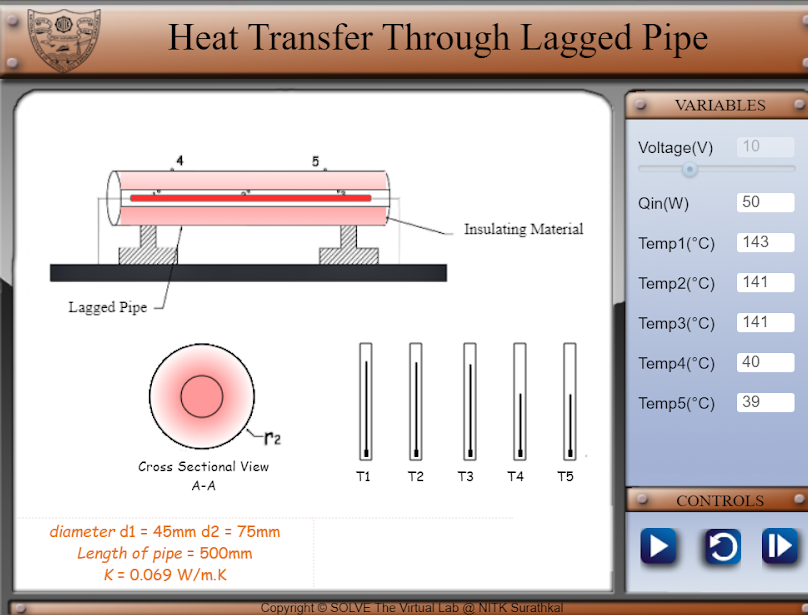 Heat Transfer Through Lagged Pipe
VARIABLES
Voltage(V) 10
Qin(W) 50
Temp1(°C) 143
Temp2(°C) 141
Temp3(°C) 141
Temp4(°C) 40
Temp5(°C) 39
4 5
Insulating Material
Lagged Pipe
r2
Cross Sectional View
A-A
T1 T2 T3 T4 T5
diameter d1 = 45mm d2 = 75mm
Length of pipe = 500mm
K = 0.069 W/m.K
CONTROLS
Copyright © SOLVE The Virtual Lab @ NITK Surathkal